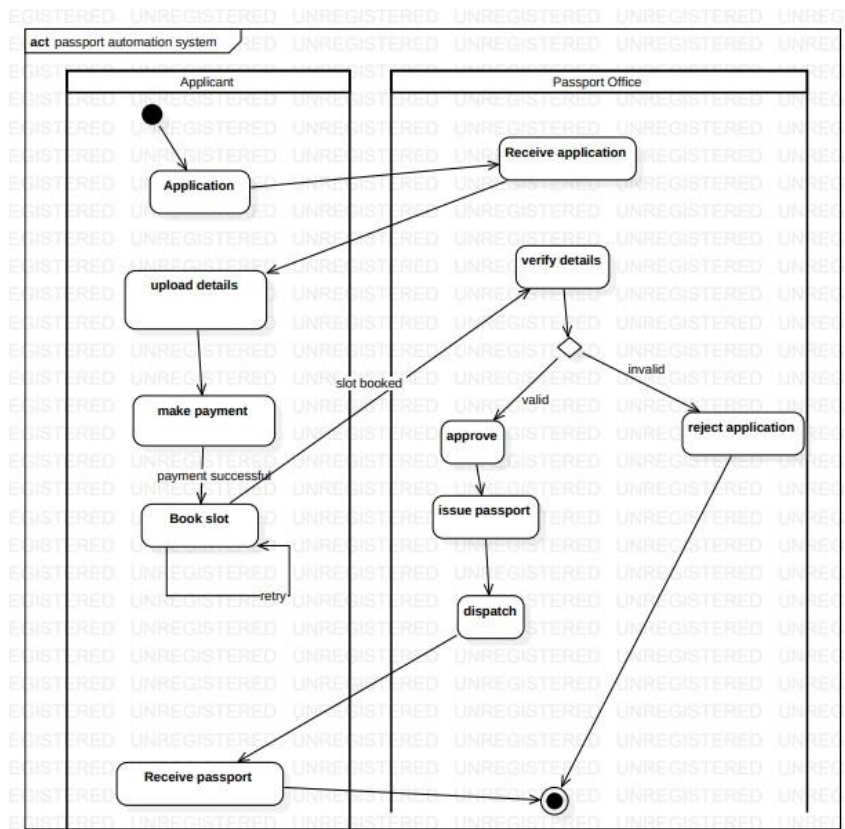 act passport automation system
Applicant
Passport Office
Receive application
Application
verify details
upload details
slot booked
invalid
valid
make payment
approve
reject application
payment successful
issue passport
Book slot
retry
dispatch
Receive passport
UNREGISTERED